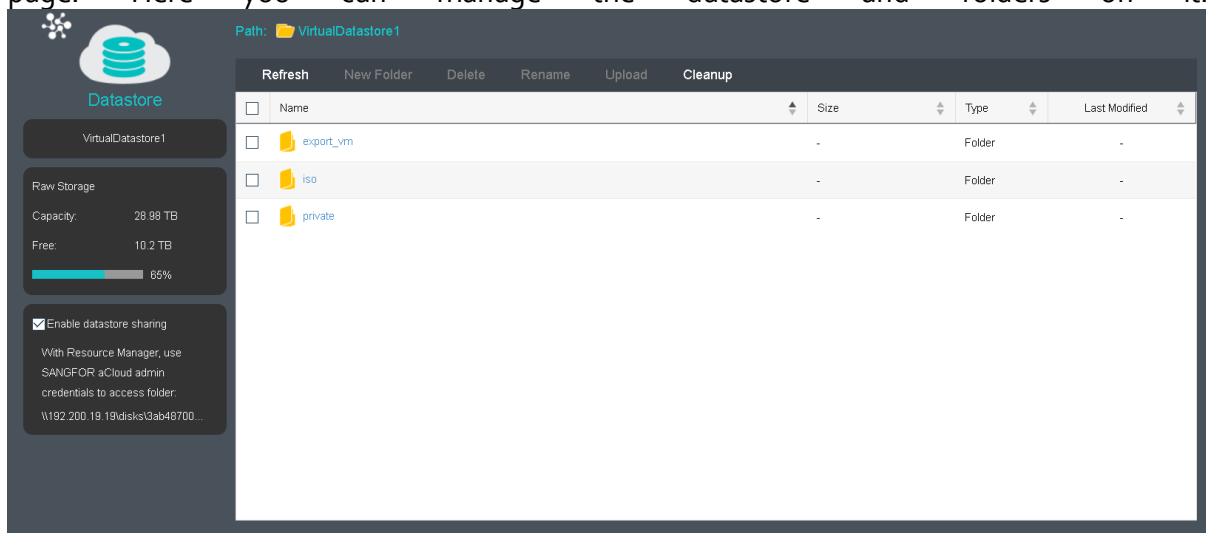 page. Here you can manage the datastore and folders on it.
Path: VirtualDatastore1
Refresh New Folder Delete Rename Upload Cleanup
Datastore
Name Size Type Last Modified
VirtualDatastore1
export_vm - Folder -
iso - Folder -
private - Folder -
Raw Storage
Capacity: 28.98 TB
Free: 10.2 TB
65%
Enable datastore sharing
With Resource Manager, use
SANGFOR aCloud admin
credentials to access folder:
\\192.200.19.19\disks\3ab48700...